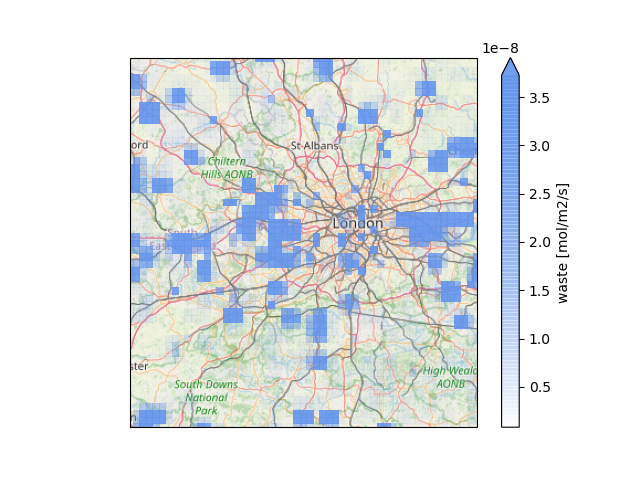 1e−8
3.5
3.0
2.5
2.0
1.5
1.0
0.5
waste [mol/m2/s]
ord
St Albans
Chiltern
Hills AONB
London
South
ster
South Downs
National
Park
High Weald
AONB
n